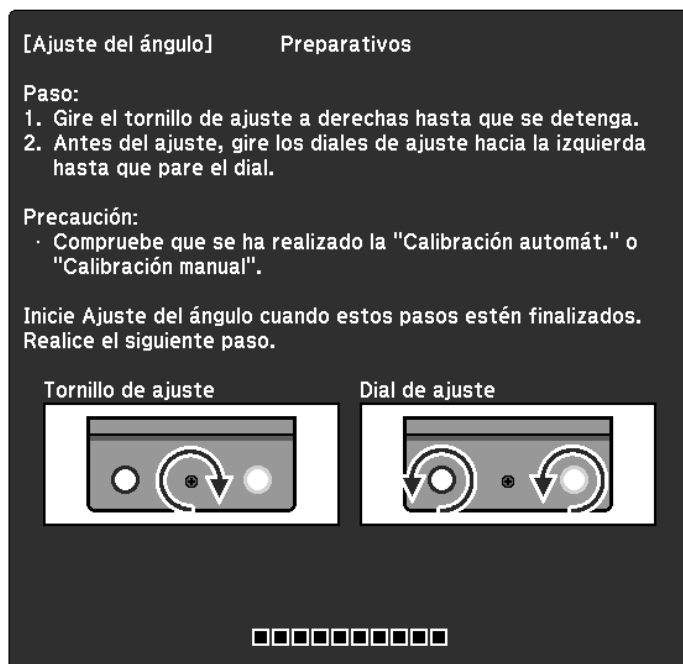 [Ajuste del ángulo] Preparativos
Paso:
1. Gire el tornillo de ajuste a derechas hasta que se detenga.
2. Antes del ajuste, gire los diales de ajuste hacia la izquierda
hasta que pare el dial.
Precaución:
· Compruebe que se ha realizado la "Calibración automát." o
"Calibración manual".
Inicie Ajuste del ángulo cuando estos pasos estén finalizados.
Realice el siguiente paso.
Tornillo de ajuste Dial de ajuste